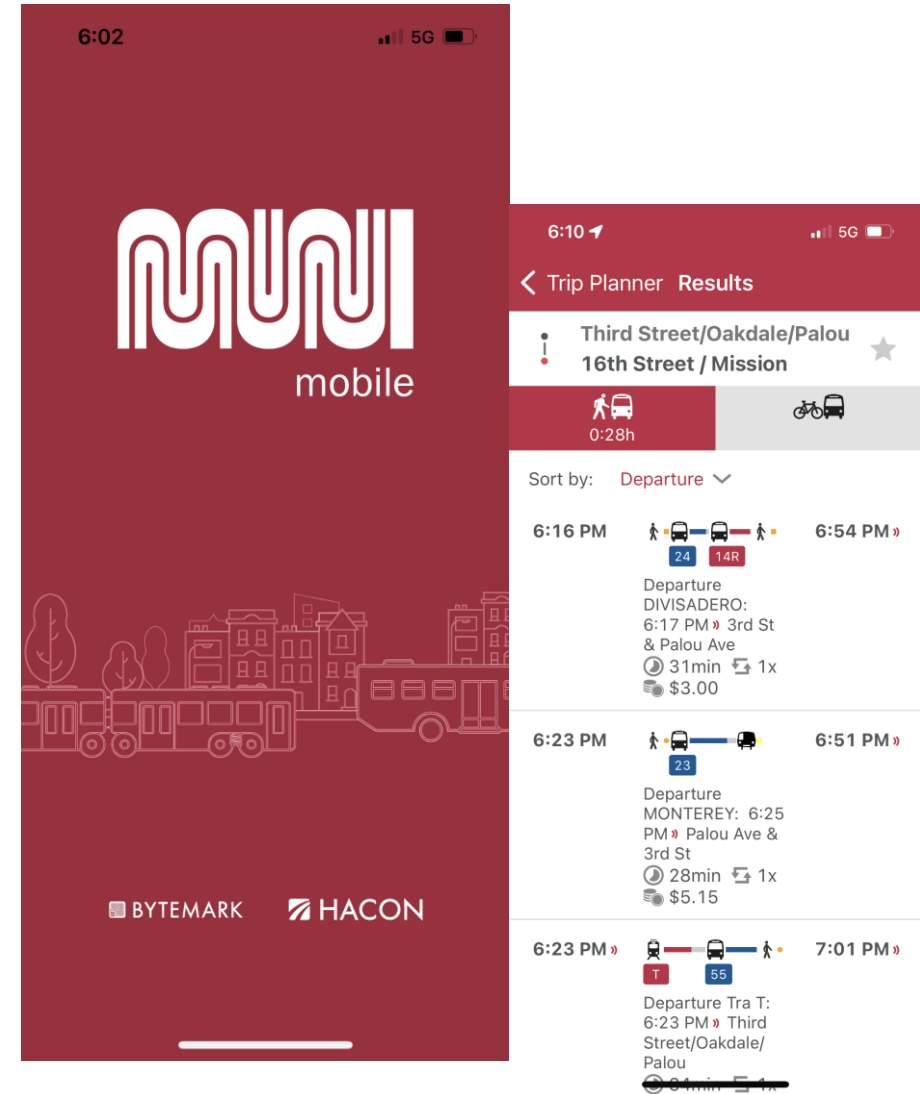 6:02
5G
MUNI
mobile
BYTEMARK
HACON
6:10
5G
Trip Planner Results
Third Street/Oakdale/Palou
16th Street / Mission
0:28h
Sort by: Departure
6:16 PM
6:54 PM
24 14R
Departure
DIVISADERO:
6:17 PM 3rd St
& Palou Ave
31min 1x
$3.00
6:23 PM
6:51 PM
23
Departure
MONTEREY: 6:25
PM Palou Ave &
3rd St
28min 1x
$5.15
6:23 PM
7:01 PM
T 55
Departure Tra T:
6:23 PM Third
Street/Oakdale/
Palou
1x